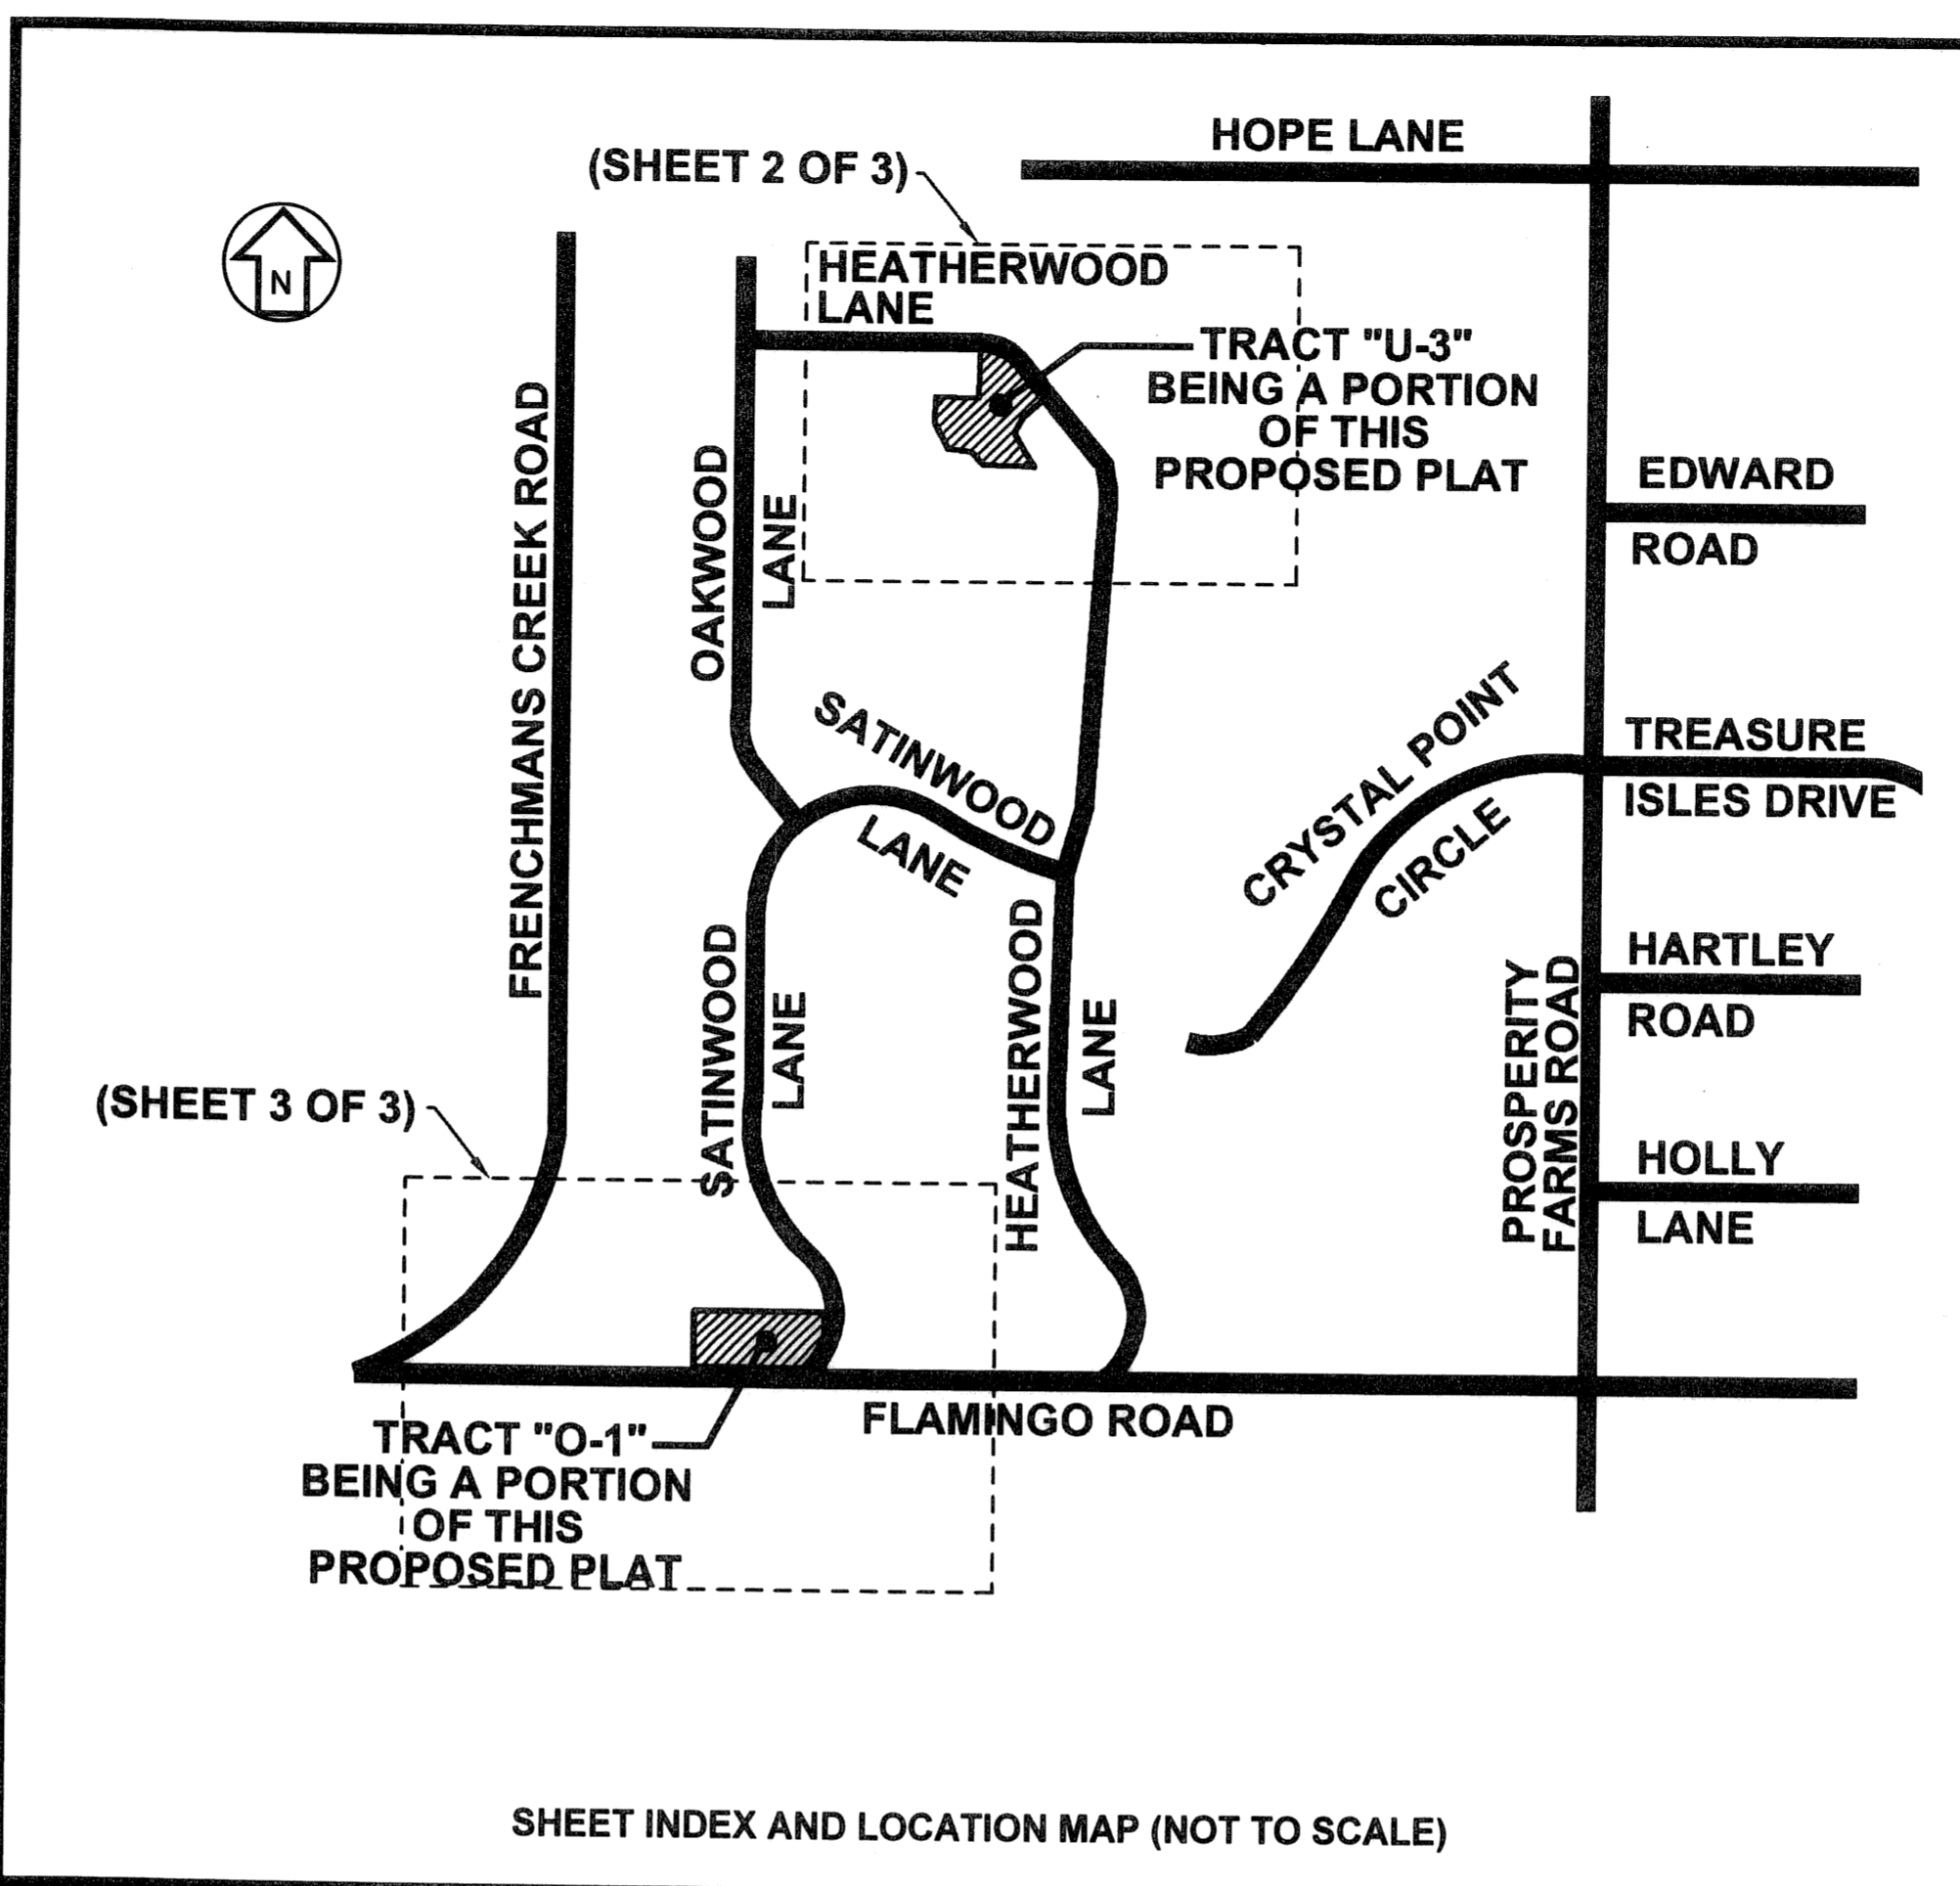 HOPE LANE
(SHEET 2 OF 3)
N
HEATHERWOOD
LANE
TRACT "U-3"
BEING A PORTION
OF THIS
PROPOSED PLAT
FRENCHMANS CREEK ROAD
OAKWOOD
LANE
EDWARD
ROAD
SATINWOOD
LANE
CRYSTAL POINT
CIRCLE
TREASURE
ISLES DRIVE
SATINWOOD
LANE
HEATHERWOOD
LANE
PROSPERITY
FARMS ROAD
HARTLEY
ROAD
(SHEET 3 OF 3)
HOLLY
LANE
FLAMINGO ROAD
TRACT "O-1"
BEING A PORTION
OF THIS
PROPOSED PLAT
SHEET INDEX AND LOCATION MAP (NOT TO SCALE)